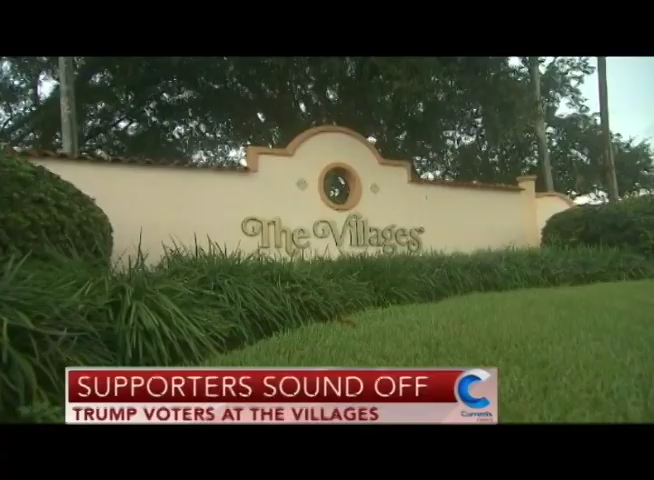 The Villages
SUPPORTERS SOUND OFF
TRUMP VOTERS AT THE VILLAGES
Currents